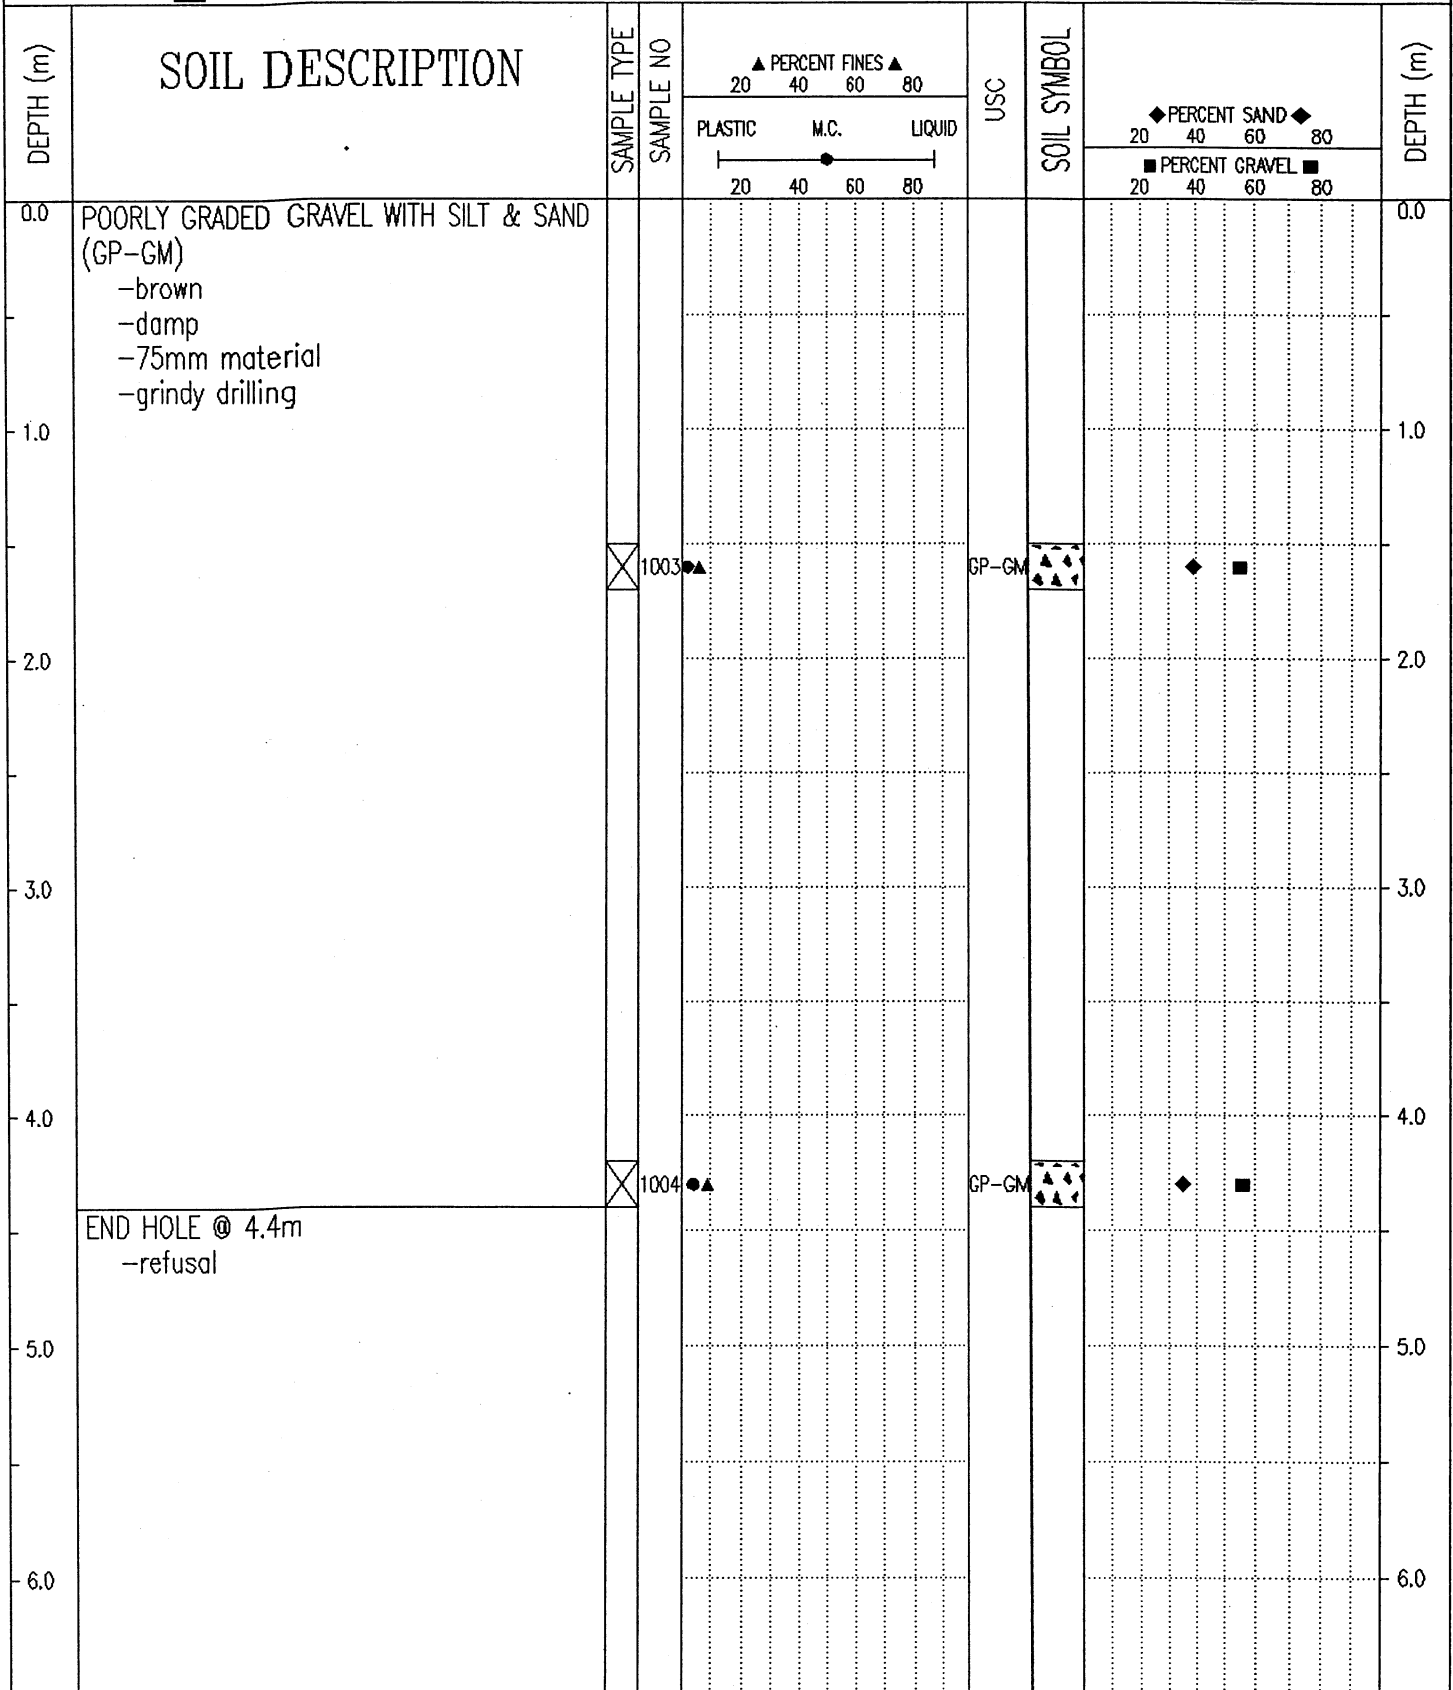 DEPTH (m)
SOIL DESCRIPTION
SAMPLE TYPE
SAMPLE NO
▲ PERCENT FINES ▲
20 40 60 80
PLASTIC M.C. LIQUID
20 40 60 80
USC
SOIL SYMBOL
◆PERCENT SAND◆
20 40 60 80
■ PERCENT GRAVEL ■
20 40 60 80
DEPTH (m)
0.0 POORLY GRADED GRAVEL WITH SILT & SAND 0.0
(GP-GM)
-brown
-damp
-75mm material
-grindy drilling
1.0 1.0
1003 GP-GM
2.0 2.0
3.0 3.0
4.0 4.0
1004 GP-GM
END HOLE @ 4.4m
-refusal
5.0 5.0
6.0 6.0